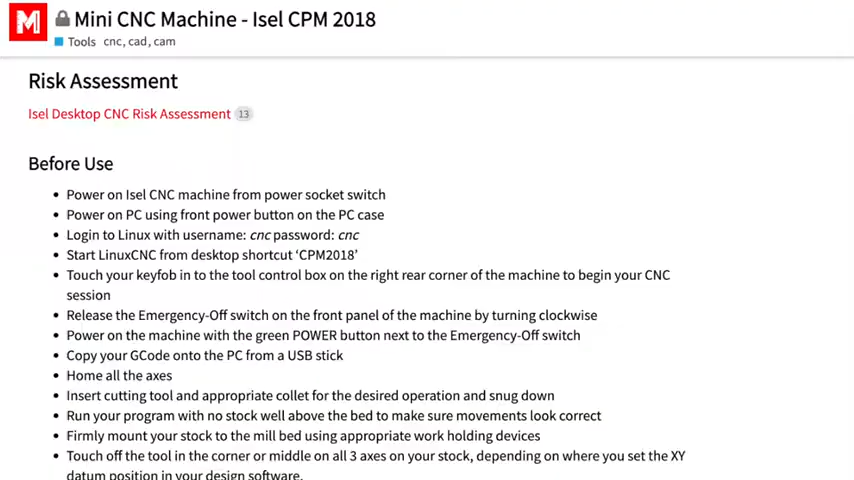 Mini CNC Machine - Isel CPM 2018
Tools cnc, cad, cam
Risk Assessment
Isel Desktop CNC Risk Assessment 13
Before Use
• Power on Isel CNC machine from power socket switch
• Power on PC using front power button on the PC case
• Login to Linux with username: cnc password: cnc
• Start LinuxCNC from desktop shortcut ‘CPM2018’
• Touch your keyfob in to the tool control box on the right rear corner of the machine to begin your CNC
session
• Release the Emergency-Off switch on the front panel of the machine by turning clockwise
• Power on the machine with the green POWER button next to the Emergency-Off switch
• Copy your GCode onto the PC from a USB stick
• Home all the axes
• Insert cutting tool and appropriate collet for the desired operation and snug down
• Run your program with no stock well above the bed to make sure movements look correct
• Firmly mount your stock to the mill bed using appropriate work holding devices
• Touch off the tool in the corner or middle on all 3 axes on your stock, depending on where you set the XY
datum position in your design software.